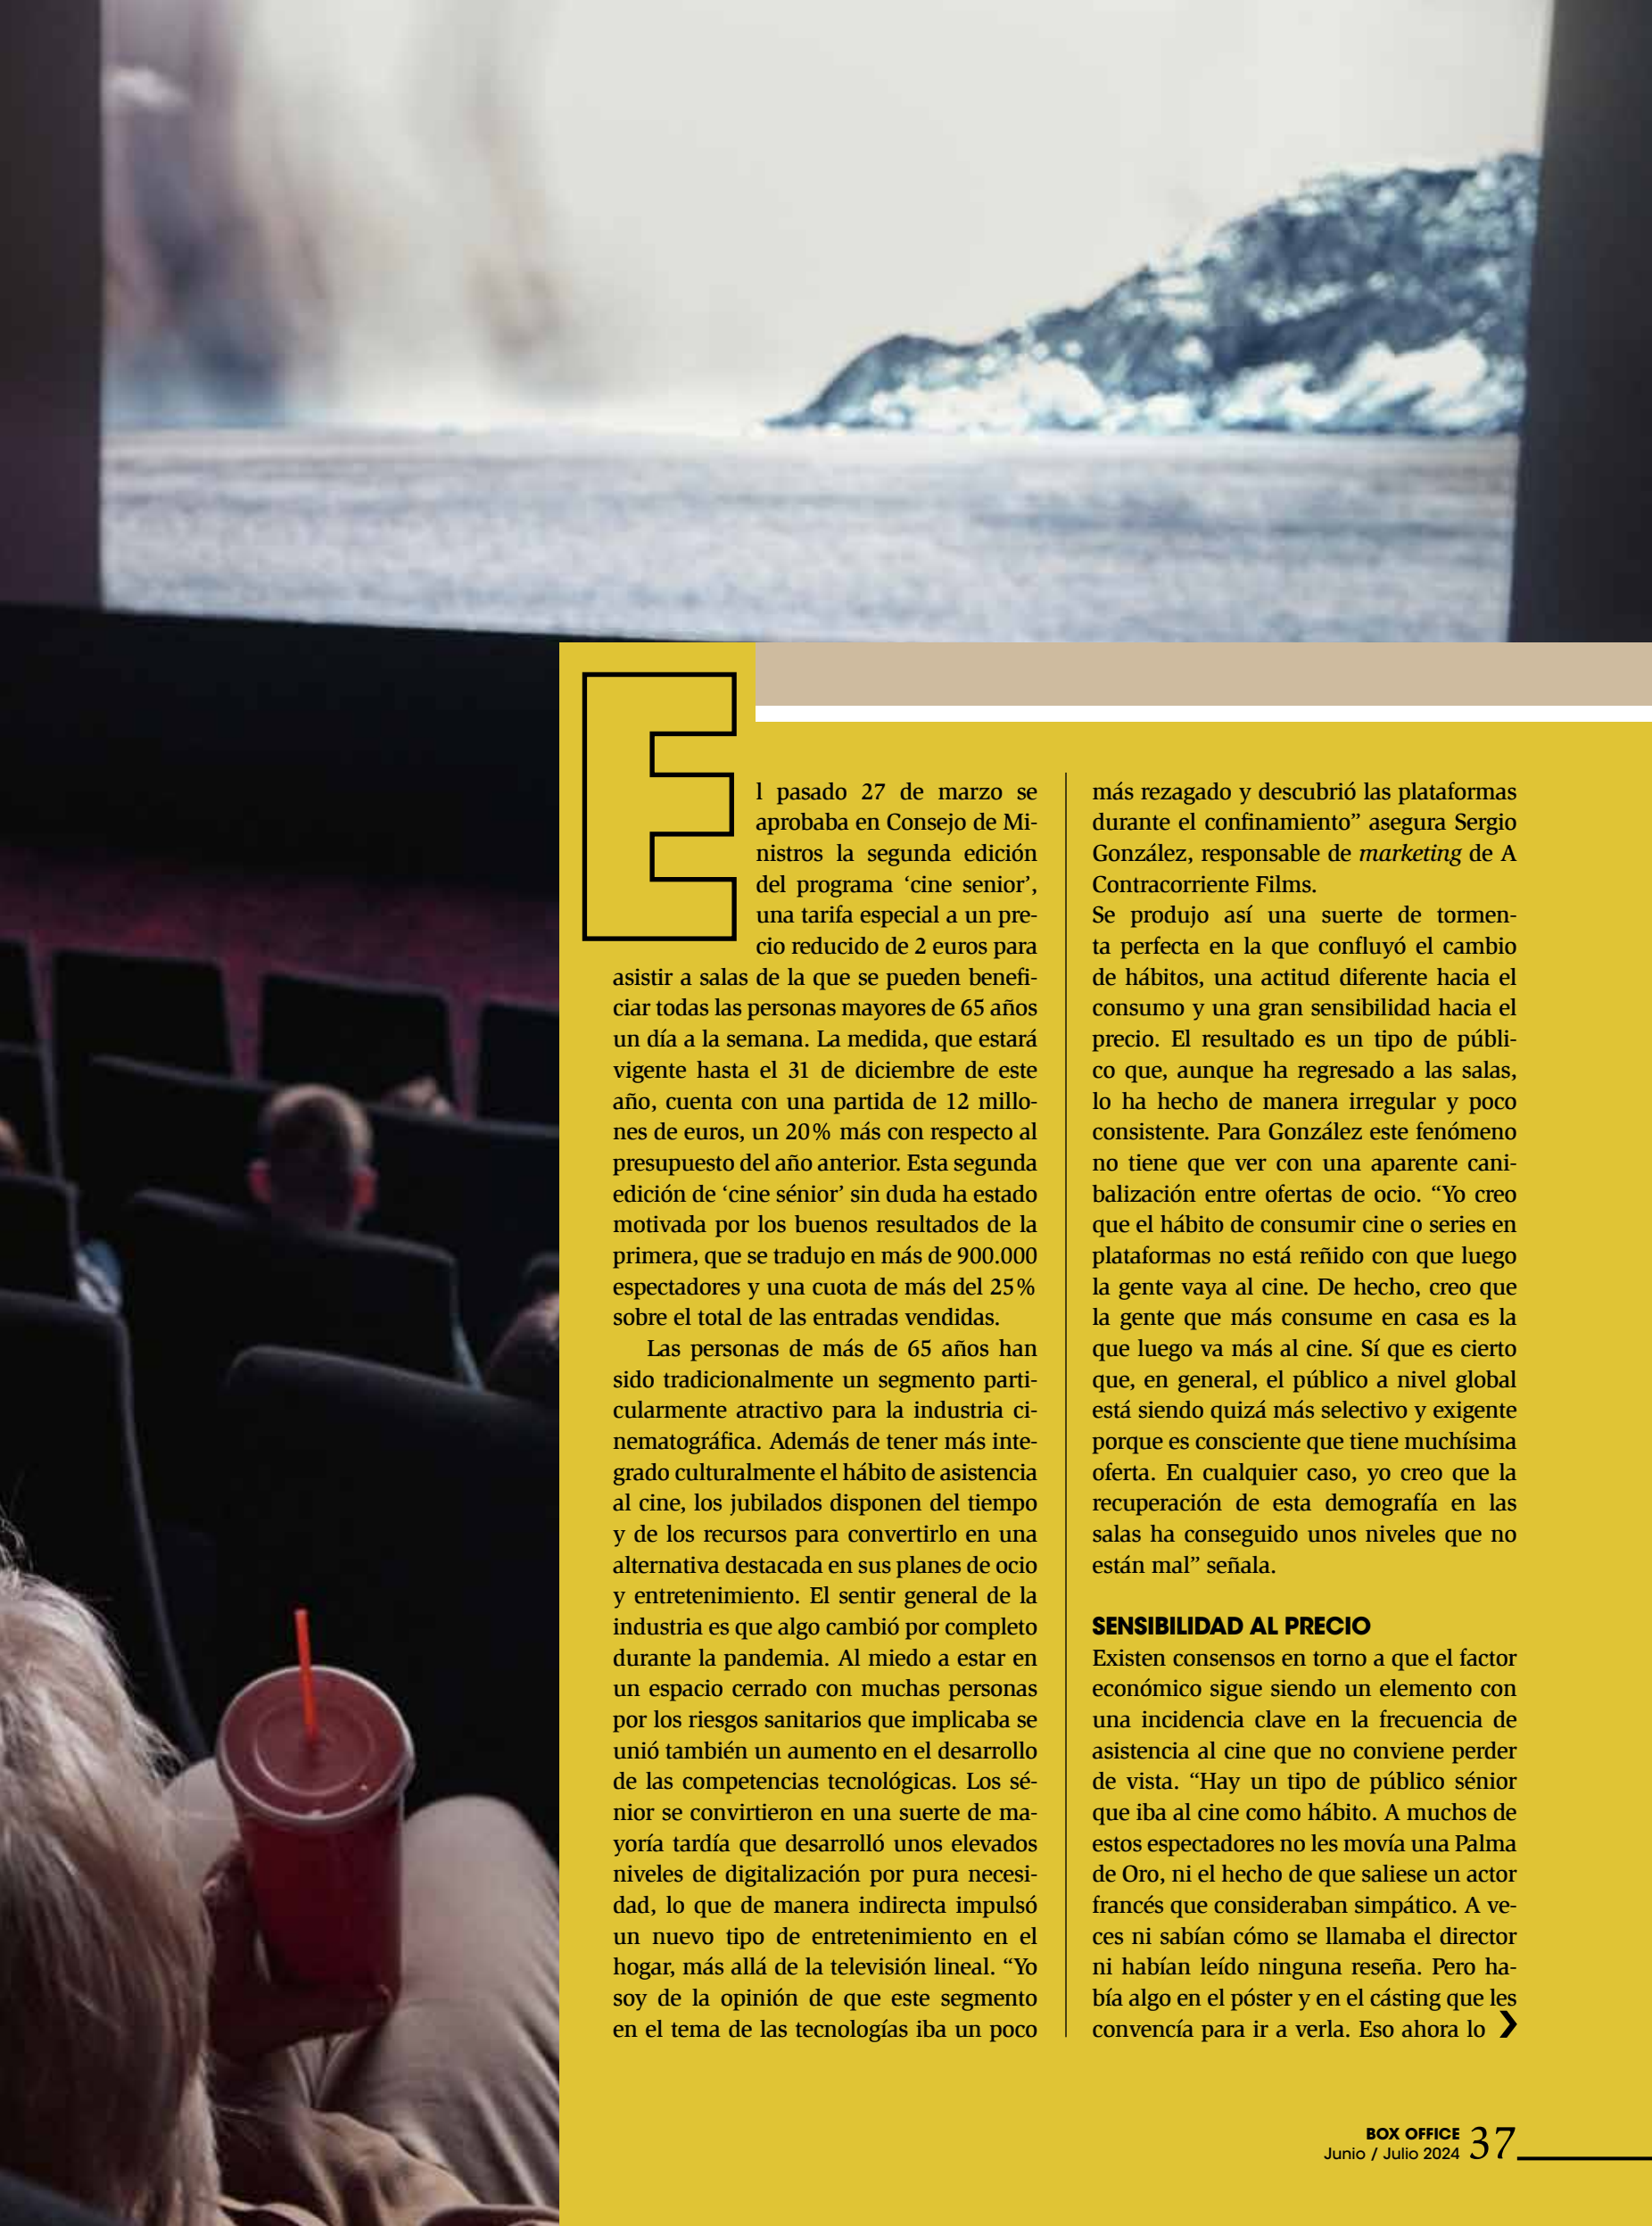 El pasado 27 de marzo se
aprobaba en Consejo de Mi-
nistros la segunda edición
del programa ‘cine senior’,
una tarifa especial a un pre-
cio reducido de 2 euros para
asistir a salas de la que se pueden benefi-
ciar todas las personas mayores de 65 años
un día a la semana. La medida, que estará
vigente hasta el 31 de diciembre de este
año, cuenta con una partida de 12 millo-
nes de euros, un 20% más con respecto al
presupuesto del año anterior. Esta segunda
edición de ‘cine sénior’ sin duda ha estado
motivada por los buenos resultados de la
primera, que se tradujo en más de 900.000
espectadores y una cuota de más del 25%
sobre el total de las entradas vendidas.
Las personas de más de 65 años han
sido tradicionalmente un segmento parti-
cularmente atractivo para la industria ci-
nematográfica. Además de tener más inte-
grado culturalmente el hábito de asistencia
al cine, los jubilados disponen del tiempo
y de los recursos para convertirlo en una
alternativa destacada en sus planes de ocio
y entretenimiento. El sentir general de la
industria es que algo cambió por completo
durante la pandemia. Al miedo a estar en
un espacio cerrado con muchas personas
por los riesgos sanitarios que implicaba se
unió también un aumento en el desarrollo
de las competencias tecnológicas. Los sé-
nior se convirtieron en una suerte de ma-
yoría tardía que desarrolló unos elevados
niveles de digitalización por pura necesi-
dad, lo que de manera indirecta impulsó
un nuevo tipo de entretenimiento en el
hogar, más allá de la televisión lineal. “Yo
soy de la opinión de que este segmento
en el tema de las tecnologías iba un poco
más rezagado y descubrió las plataformas
durante el confinamiento” asegura Sergio
González, responsable de marketing de A
Contracorriente Films.
Se produjo así una suerte de tormen-
ta perfecta en la que confluyó el cambio
de hábitos, una actitud diferente hacia el
consumo y una gran sensibilidad hacia el
precio. El resultado es un tipo de públi-
co que, aunque ha regresado a las salas,
lo ha hecho de manera irregular y poco
consistente. Para González este fenómeno
no tiene que ver con una aparente cani-
balización entre ofertas de ocio. “Yo creo
que el hábito de consumir cine o series en
plataformas no está reñido con que luego
la gente vaya al cine. De hecho, creo que
la gente que más consume en casa es la
que luego va más al cine. Sí que es cierto
que, en general, el público a nivel global
está siendo quizá más selectivo y exigente
porque es consciente que tiene muchísima
oferta. En cualquier caso, yo creo que la
recuperación de esta demografía en las
salas ha conseguido unos niveles que no
están mal” señala.
SENSIBILIDAD AL PRECIO
Existen consensos en torno a que el factor
económico sigue siendo un elemento con
una incidencia clave en la frecuencia de
asistencia al cine que no conviene perder
de vista. “Hay un tipo de público sénior
que iba al cine como hábito. A muchos de
estos espectadores no les movía una Palma
de Oro, ni el hecho de que saliese un actor
francés que consideraban simpático. A ve-
ces ni sabían cómo se llamaba el director
ni habían leído ninguna reseña. Pero ha-
bía algo en el póster y en el cásting que les
convencía para ir a verla. Eso ahora lo
BOX OFFICE 37
Junio / Julio 2024